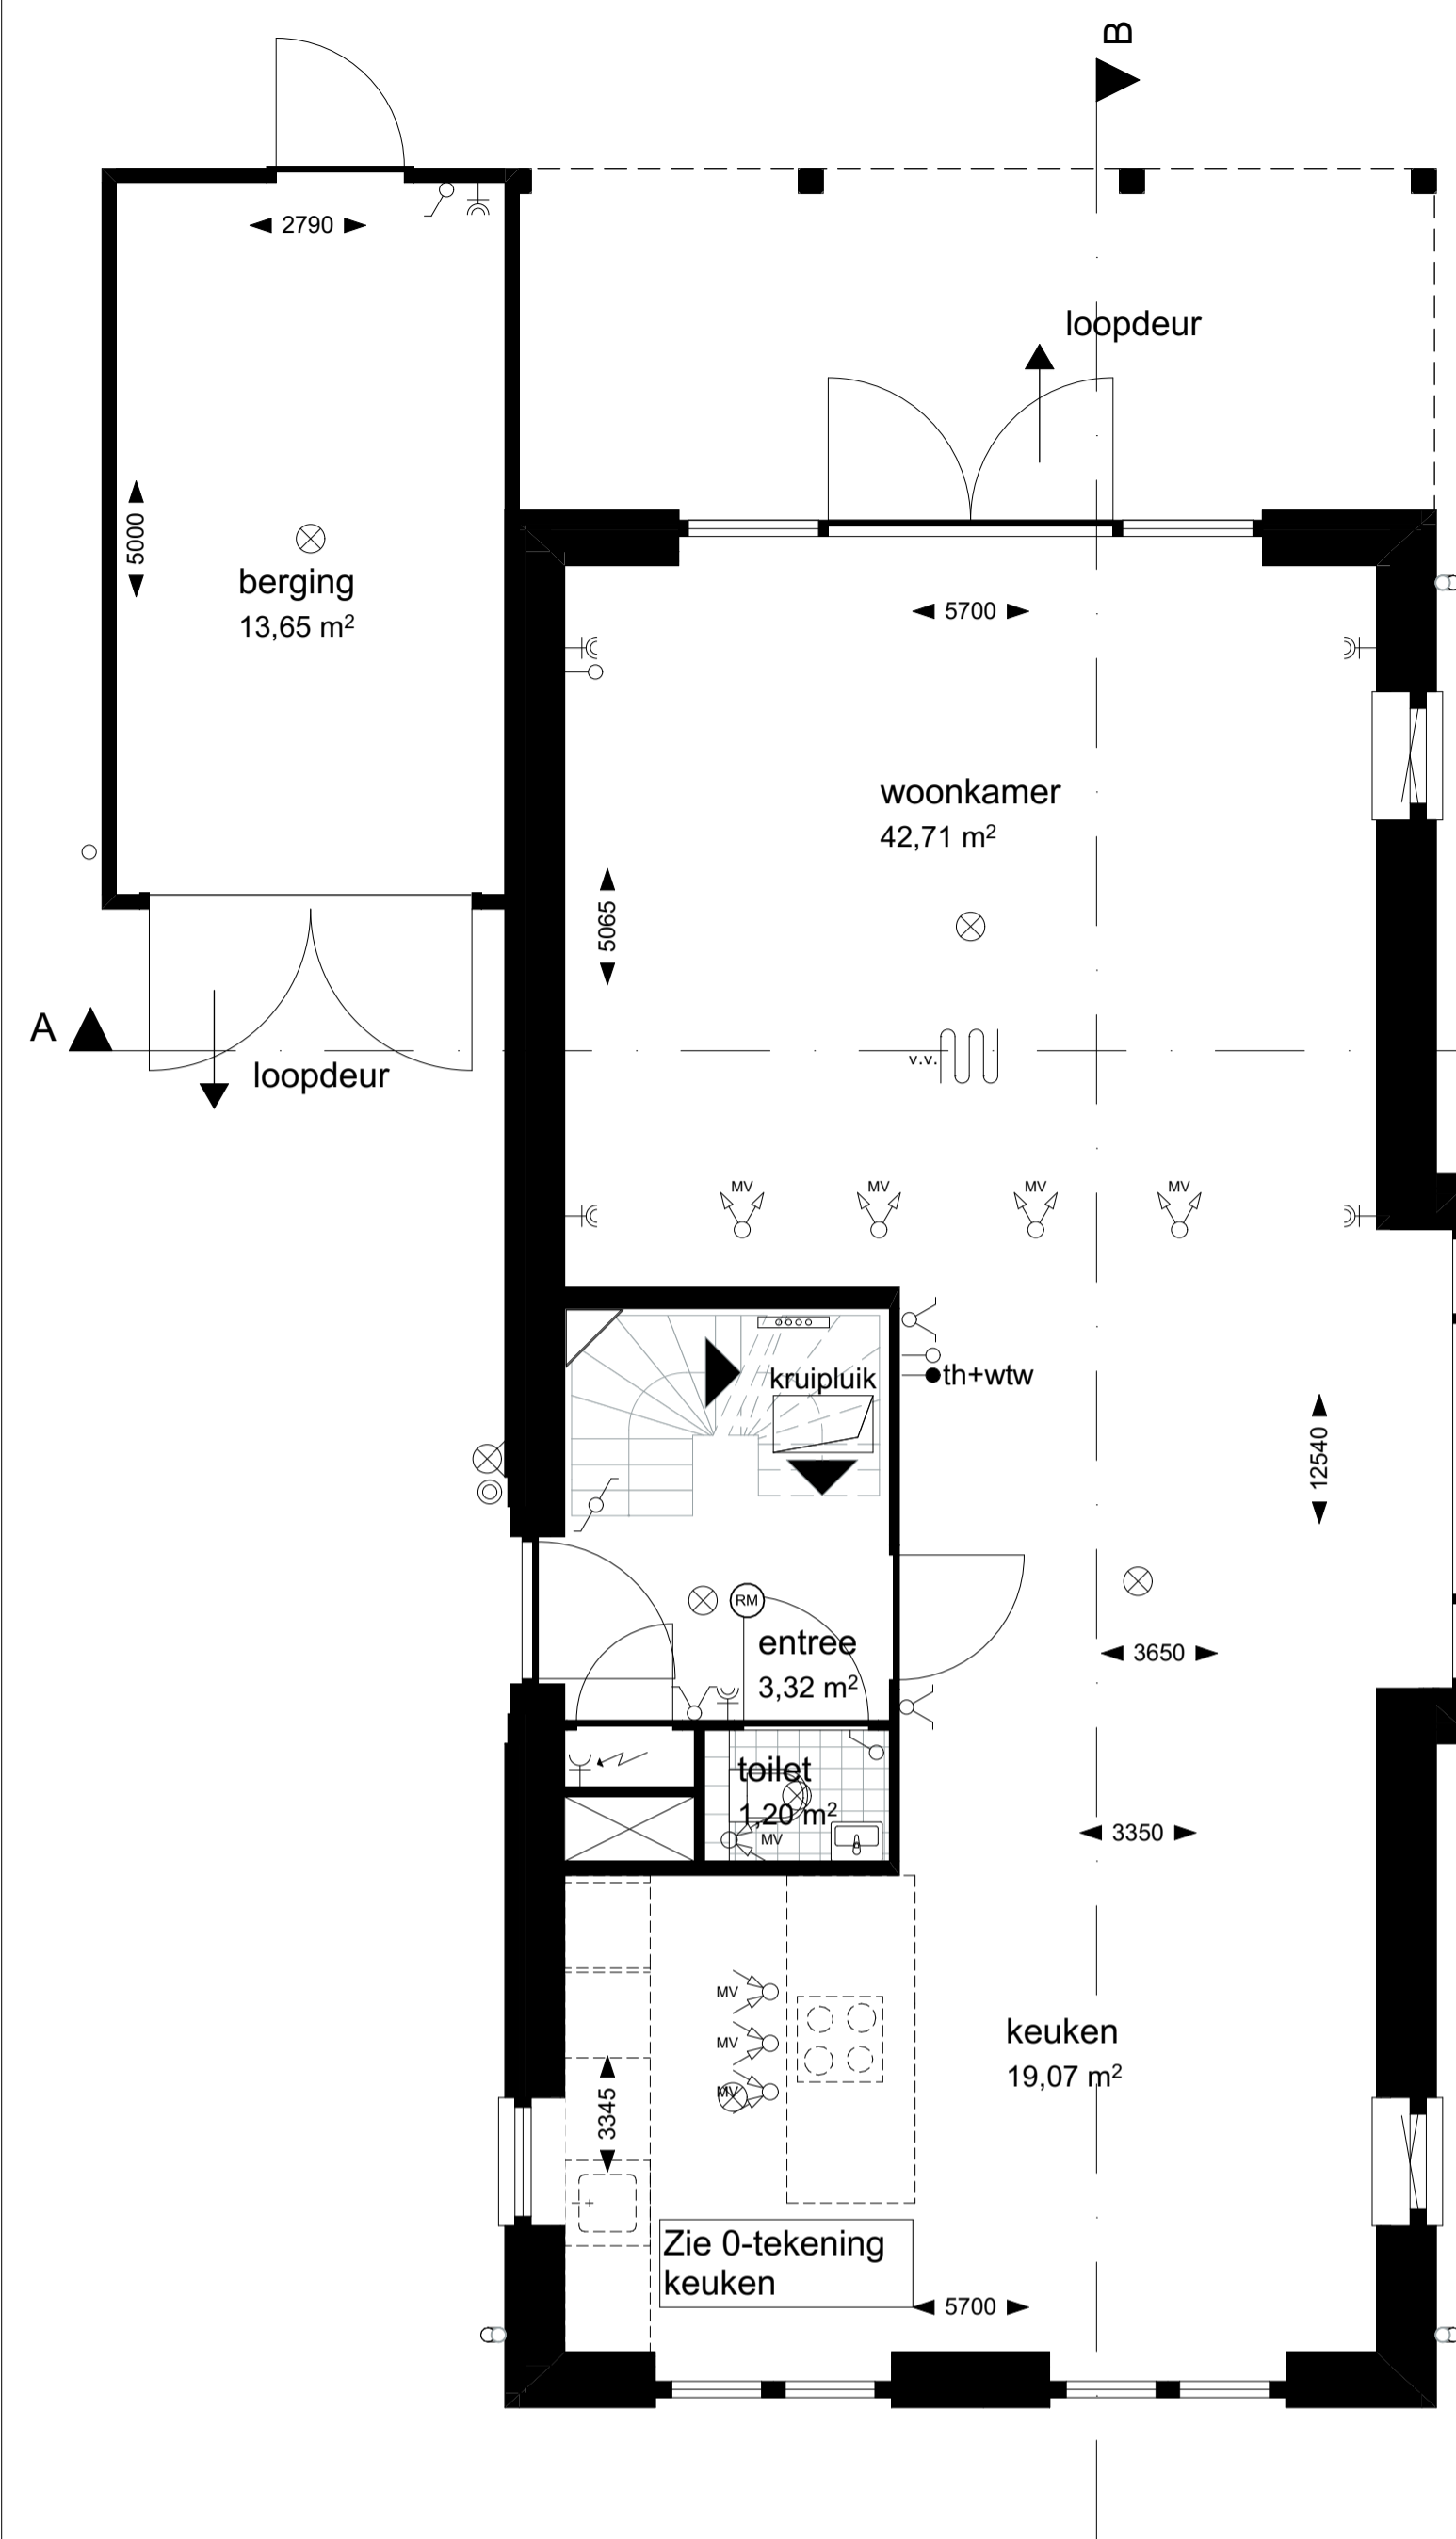 B
2790
loopdeur
5000
berging
13,65 m²
5700
woonkamer
42,71 m²
5065
A
loopdeur
v.v.
MV
MV
MV
MV
kruipluik
th+wtw
12540
RM
entree
3,32 m²
3650
toilet
1,20 m²
MV
3350
MV
MV
MV
keuken
19,07 m²
3345
Zie 0-tekening
keuken
5700